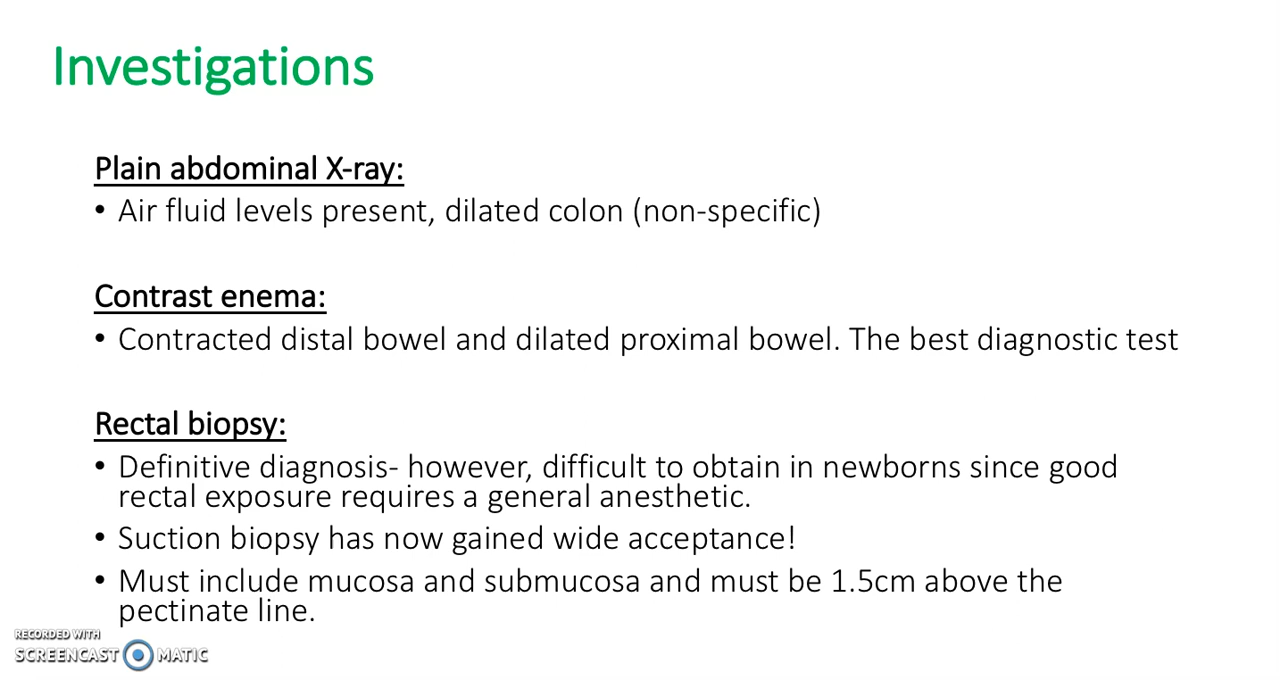 Investigations
Plain abdominal X-ray:
• Air fluid levels present, dilated colon (non-specific)
Contrast enema:
• Contracted distal bowel and dilated proximal bowel. The best diagnostic test
Rectal biopsy:
• Definitive diagnosis- however, difficult to obtain in newborns since good
rectal exposure requires a general anesthetic.
• Suction biopsy has now gained wide acceptance!
• Must include mucosa and submucosa and must be 1.5cm above the
pectinate line.
RECORDED WITH
SCREENCAST MATIC